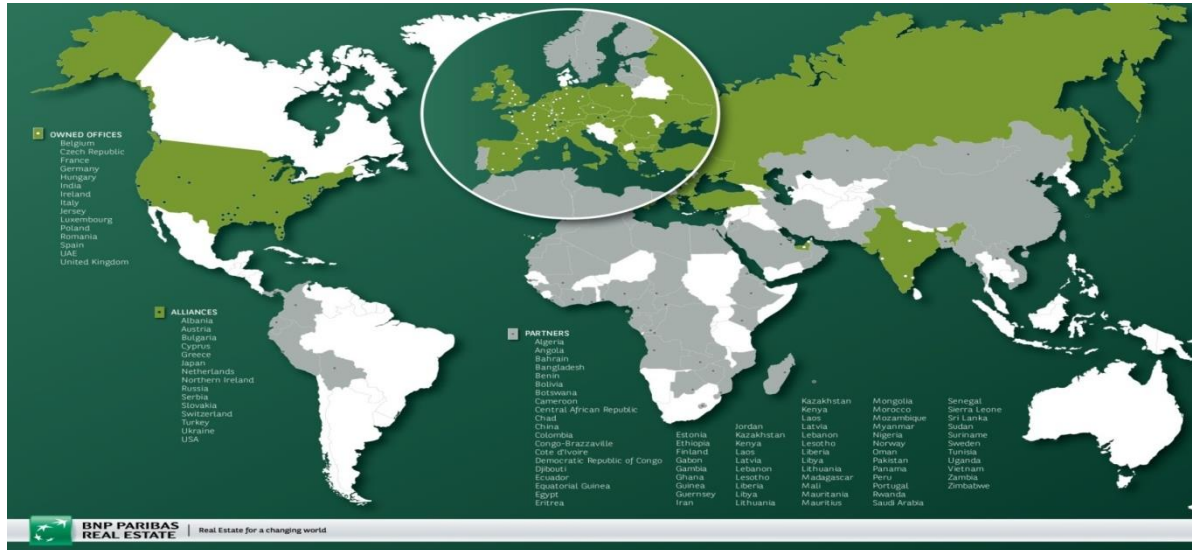 OWNED OFFICES
Belgium
Czech Republic
France
Germany
Hungary
India
Ireland
Italy
Jersey
Luxembourg
Poland
Romania
Spain
UAE
United Kingdom
ALLIANCES
Albania
Austria
Bulgaria
Cyprus
Greece
Japan
Netherlands
Northern Ireland
Russia
Serbia
Slovakia
Switzerland
Turkey
Ukraine
USA
PARTNERS
Algeria
Angola
Bahrain
Bangladesh
Benin
Bolivia
Botswana
Cameroon
Central African Republic
Chad
China
Colombia
Congo-Brazzaville
Cote d'Ivoire
Democratic Republic of Congo
Djibouti
Ecuador
Equatorial Guinea
Egypt
Eritrea
Estonia
Ethiopia
Finland
Gabon
Gambia
Ghana
Guinea
Guernsey
Iran
Jordan
Kazakhstan
Kenya
Laos
Latvia
Lebanon
Lesotho
Liberia
Libya
Lithuania
Kazakhstan
Kenya
Laos
Latvia
Lebanon
Lesotho
Liberia
Libya
Lithuania
Madagascar
Mali
Mauritania
Mauritius
Mongolia
Morocco
Mozambique
Myanmar
Nigeria
Norway
Oman
Pakistan
Panama
Peru
Portugal
Rwanda
Saudi Arabia
Senegal
Sierra Leone
Sri Lanka
Sudan
Suriname
Sweden
Tunisia
Uganda
Vietnam
Zambia
Zimbabwe
BNP PARIBAS
REAL ESTATE
Real Estate for a changing world